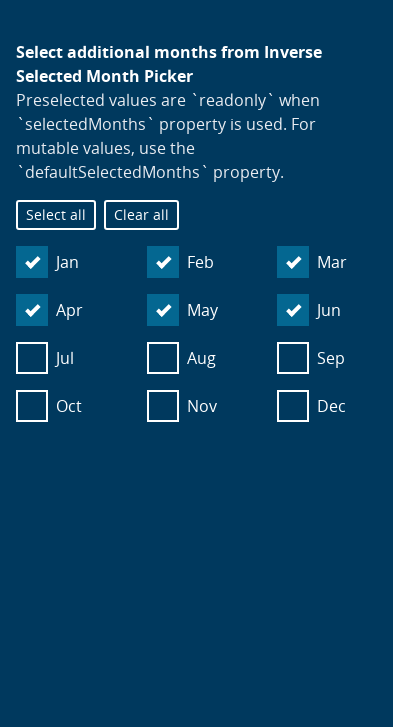 Select additional months from Inverse
Selected Month Picker
Preselected values are `readonly` when
`selectedMonths` property is used. For
mutable values, use the
`defaultSelectedMonths` property.
Select all Clear all
Jan Feb Mar
Apr May Jun
Jul Aug Sep
Oct Nov Dec